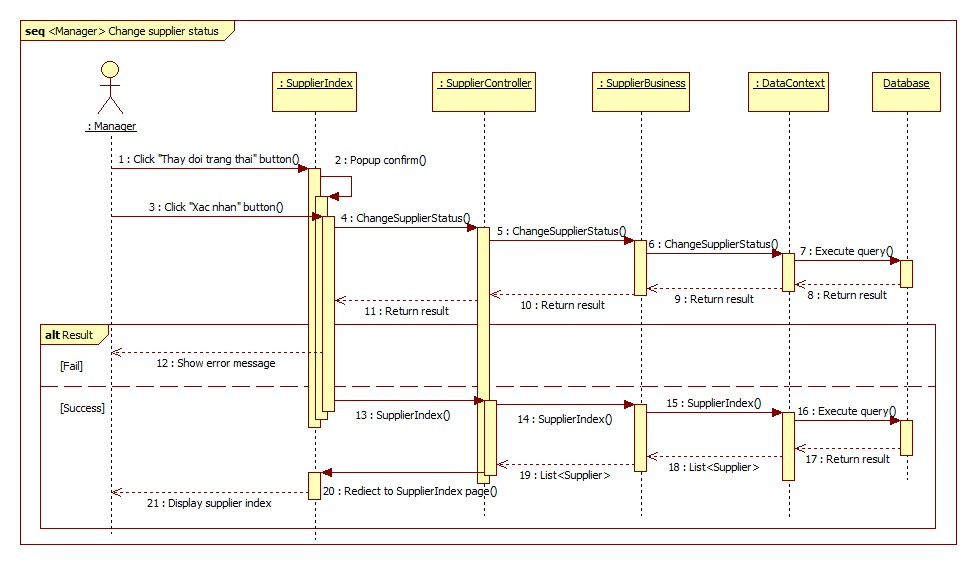 seq <Manager> Change supplier status
: Manager
: SupplierIndex
: SupplierController
: SupplierBusiness
: DataContext
Database
1 : Click "Thay doi trang thai" button()
2 : Popup confirm()
3 : Click "Xac nhan" button()
4 : ChangeSupplierStatus()
5 : ChangeSupplierStatus()
6 : ChangeSupplierStatus()
7 : Execute query()
8 : Return result
9 : Return result
10 : Return result
11 : Return result
alt Result
[Fail]
12 : Show error message
[Success]
13 : SupplierIndex()
14 : SupplierIndex()
15 : SupplierIndex()
16 : Execute query()
17 : Return result
18 : List<Supplier>
19 : List<Supplier>
20 : Rediect to SupplierIndex page()
21 : Display supplier index